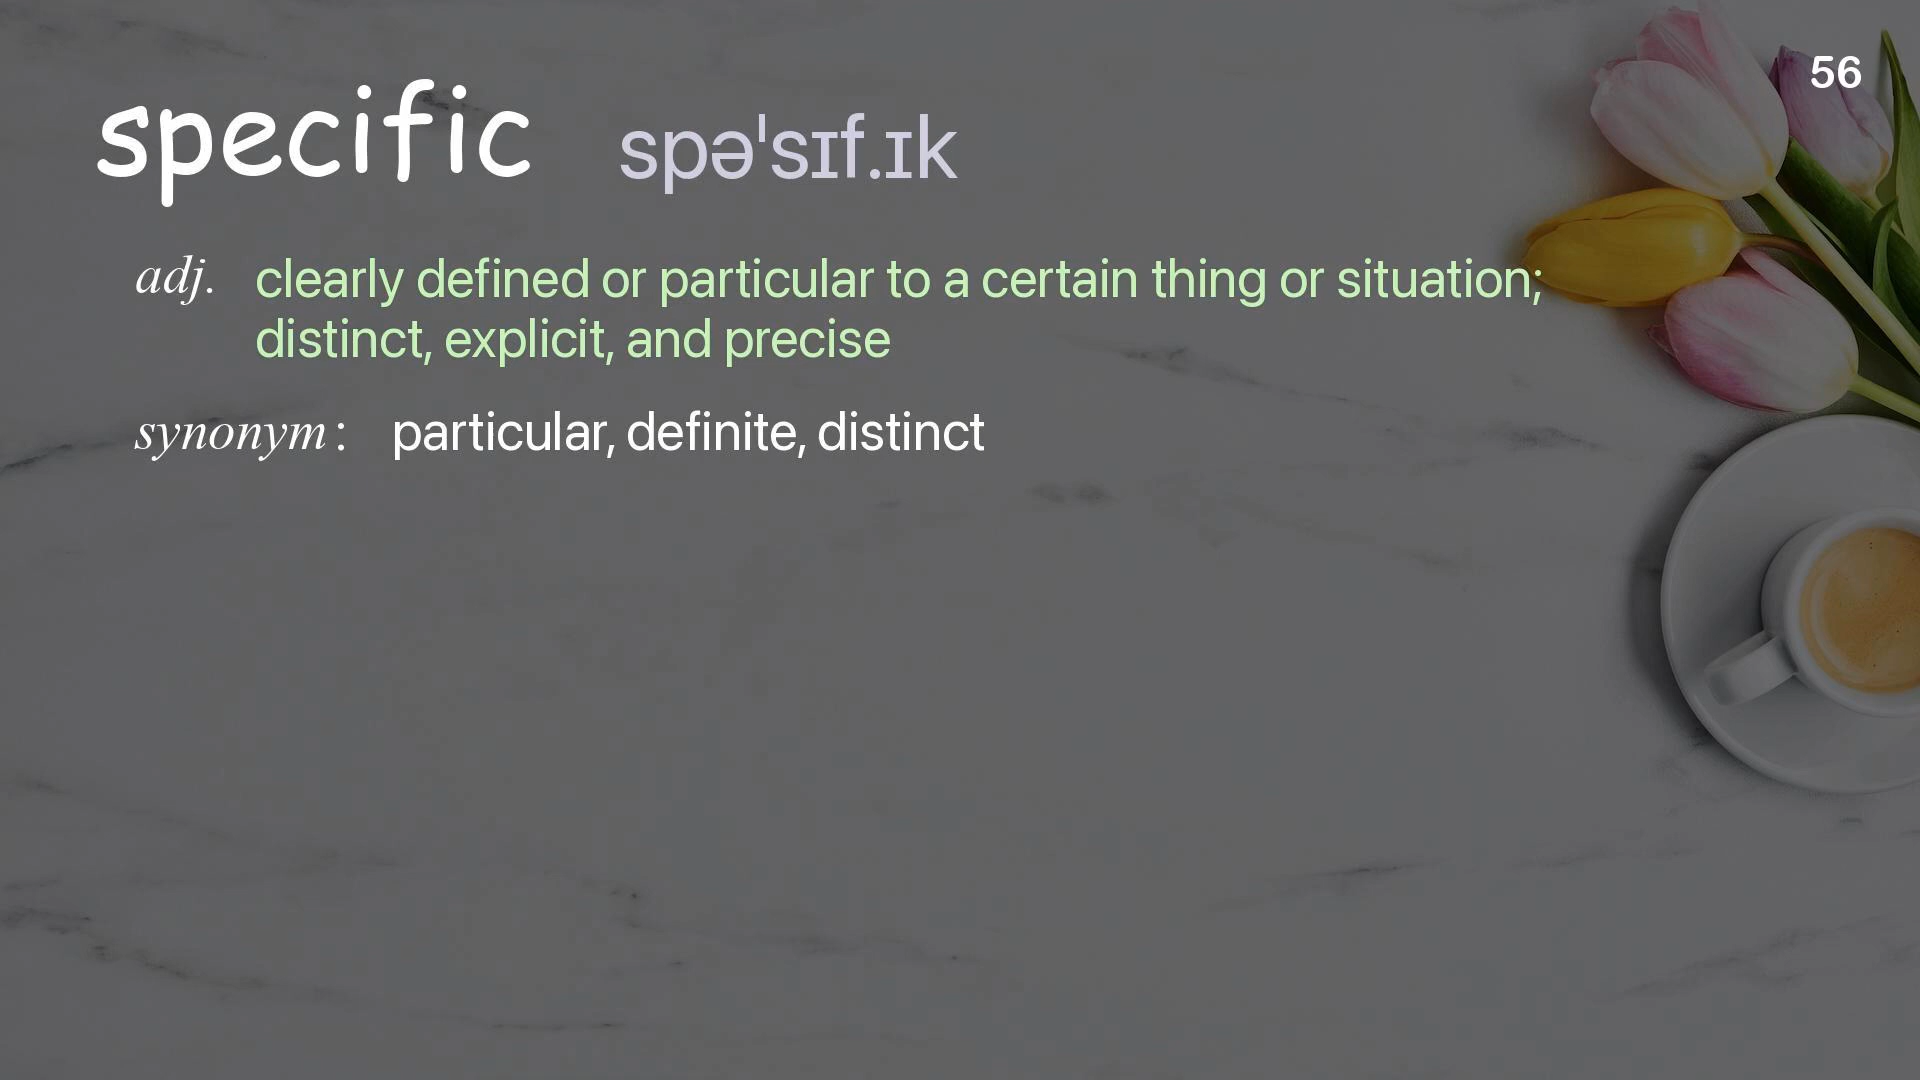 56
specific spəˈsɪf.ɪk
adj. clearly defined or particular to a certain thing or situation;
distinct, explicit, and precise
synonym: particular, definite, distinct